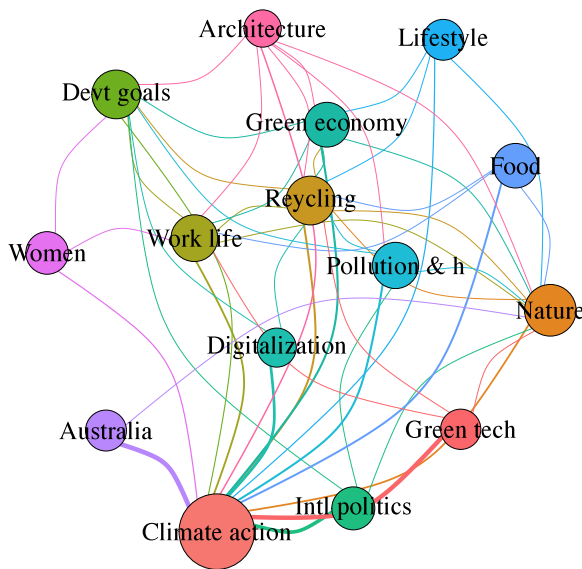 Architecture
Lifestyle
Devt goals
Green economy
Food
Reycling
Work life
Women
Pollution & h
Nature
Digitalization
Australia
Green tech
Intl politics
Climate action